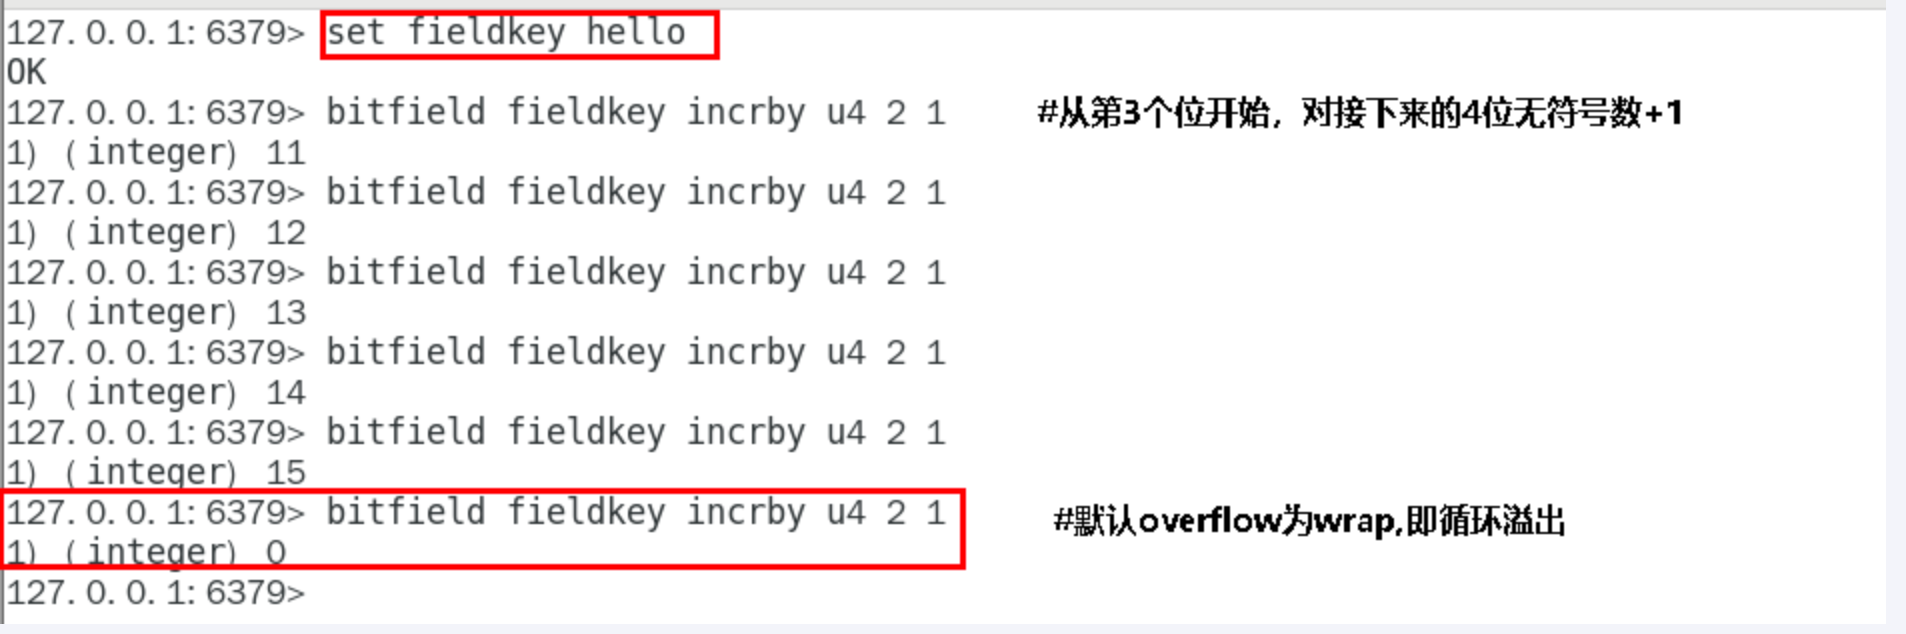 127.0.0.1:6379> set fieldkey hello
OK
127.0.0.1:6379> bitfield fieldkey incrby u4 2 1 #从第3个位开始，对接下来的4位无符号数+1
1) (integer) 11
127.0.0.1:6379> bitfield fieldkey incrby u4 2 1
1) (integer) 12
127.0.0.1:6379> bitfield fieldkey incrby u4 2 1
1) (integer) 13
127.0.0.1:6379> bitfield fieldkey incrby u4 2 1
1) (integer) 14
127.0.0.1:6379> bitfield fieldkey incrby u4 2 1
1) (integer) 15
127.0.0.1:6379> bitfield fieldkey incrby u4 2 1 #默认overflow为wrap,即循环溢出
1) (integer) 0
127.0.0.1:6379>